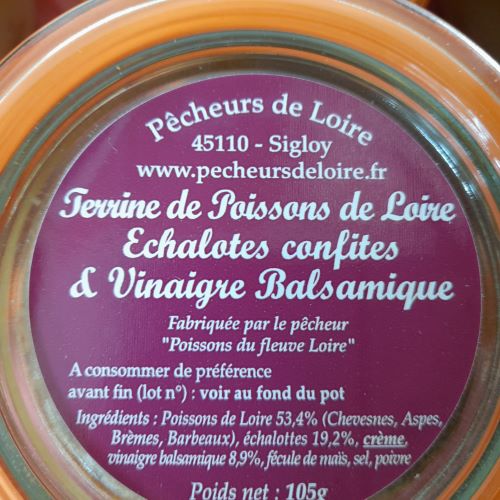 Pêcheurs de Loire
45110 - Sigloy
www.pecheursdeloire.fr
Terrine de Poissons de Loire
Echalotes confites
& Vinaigre Balsamique
Fabriquée par le pêcheur
"Poissons du fleuve Loire"
A consommer de préférence
avant fin (lot n°) : voir au fond du pot
Ingrédients : Poissons de Loire 53,4% (Chevesnes, Aspes,
Brèmes, Barbeaux), échalottes 19,2%, crème,
vinaigre balsamique 8,9%, fécule de maïs, sel, poivre
Poids net : 105g